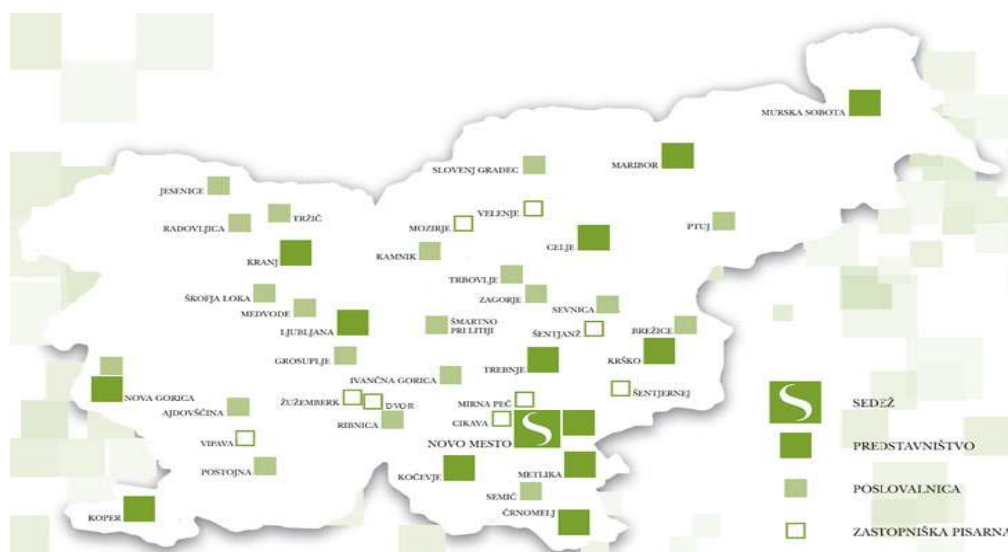 MURSKA SOBOTA
MARIBOR
SLOVENJ GRADEC
JESENICE
TRŽIČ
RADOVLJICA
VELENJE
MOZIRJE
PTUJ
CELJE
KAMNIK
KRANJ
TRBOVLJE
ŠKOFJA LOKA
ZAGORJE
MEDVODE
SEVNICA
LJUBLJANA
ŠMARTNO
PRI LITIJI
ŠENTJANŽ
BREŽICE
GROSUPLJE
TREBNJE
KRŠKO
IVANČNA GORICA
NOVA GORICA
ŽUŽEMBERK
DVOR
MIRNA PEČ
ŠENTJERNEJ
AJDOVŠČINA
RIBNICA
CIKAVA
VIPAVA
NOVO MESTO
POSTOJNA
KOČEVJE
METLIKA
SEMIČ
ČRNOMELJ
KOPER
SEDEŽ
PREDSTAVNIŠTVO
POSLOVALNICA
ZASTOPNIŠKA PISARNA